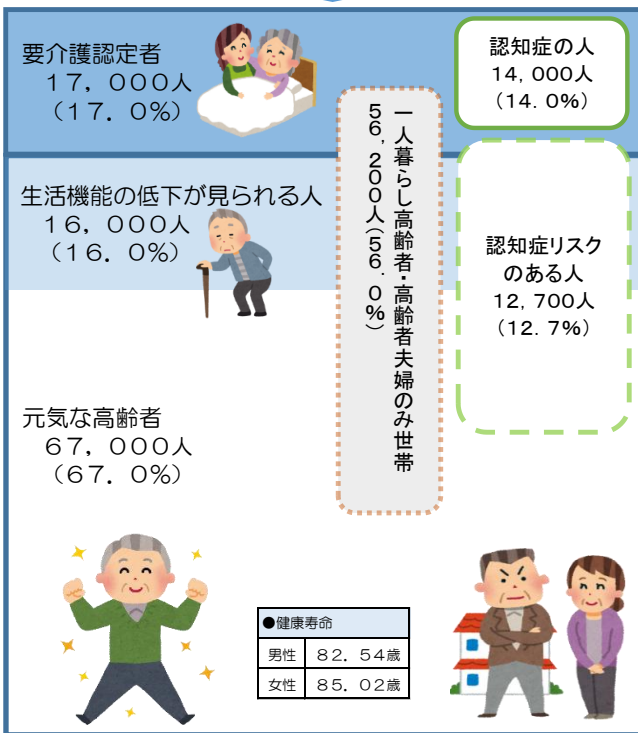 要介護認定者
１７，０００人
（１７．０％）
認知症の人
14,000人
（14.0%）
生活機能の低下が見られる人
１６，０００人
（１６．０％）
一人暮らし高齢者・高齢者夫婦のみ世帯
５６，２００人（５６．０％）
認知症リスク
のある人
12,700人
（12.7%）
元気な高齢者
６７，０００人
（６７．０％）
●健康寿命
男性 ８２．５４歳
女性 ８５．０２歳